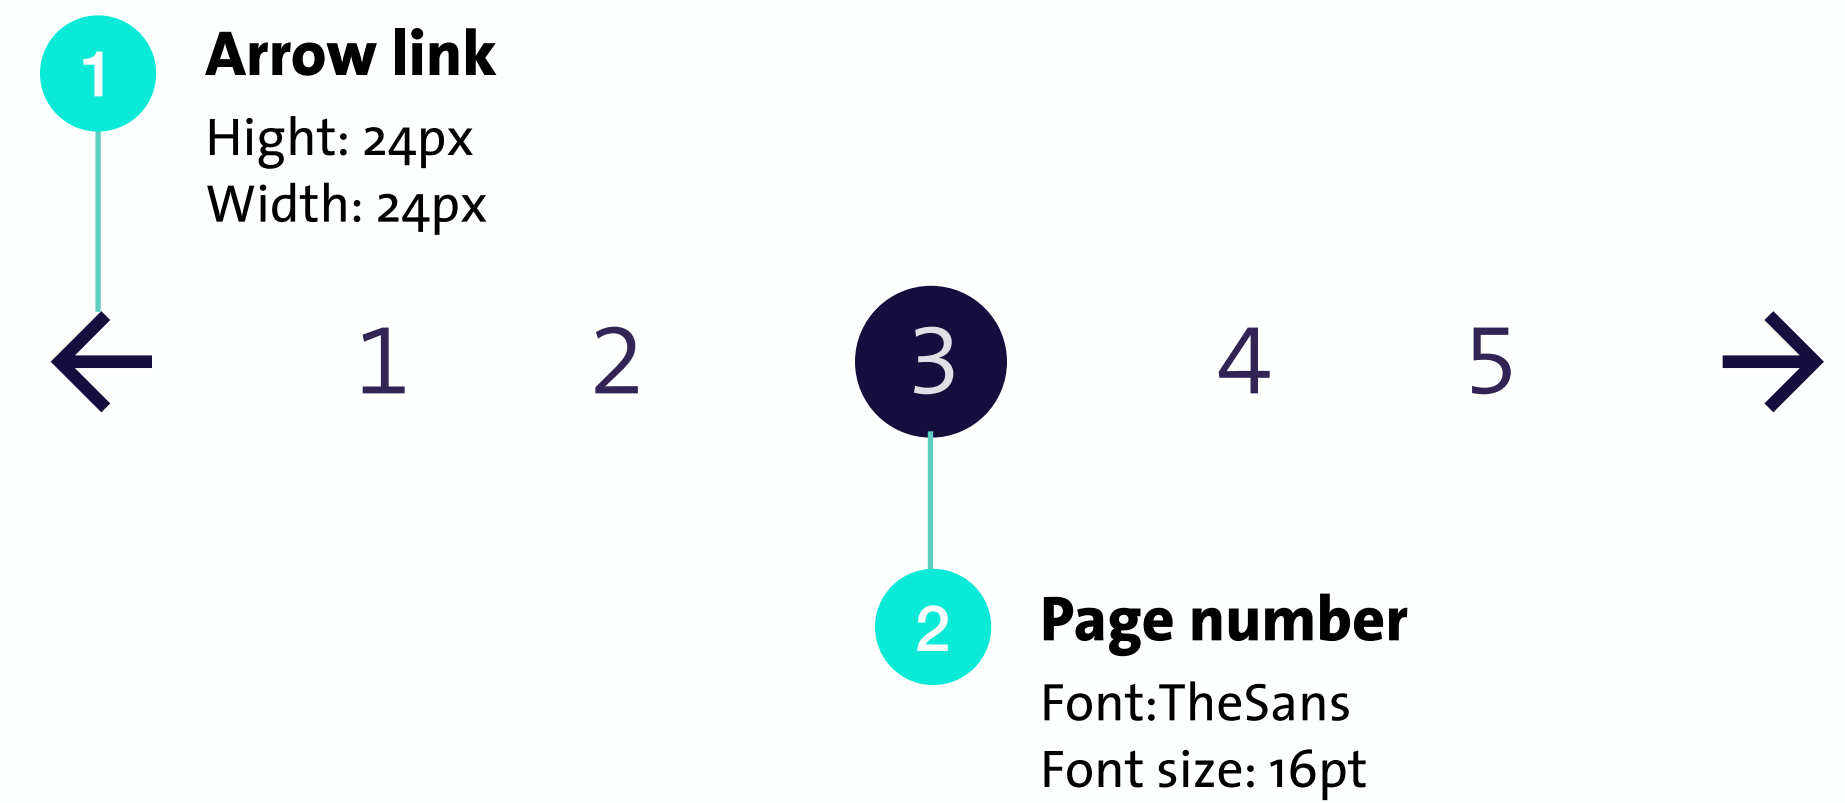 1 Arrow link
Hight: 24px
Width: 24px
1 2 3 4 5
2 Page number
Font:TheSans
Font size: 16pt